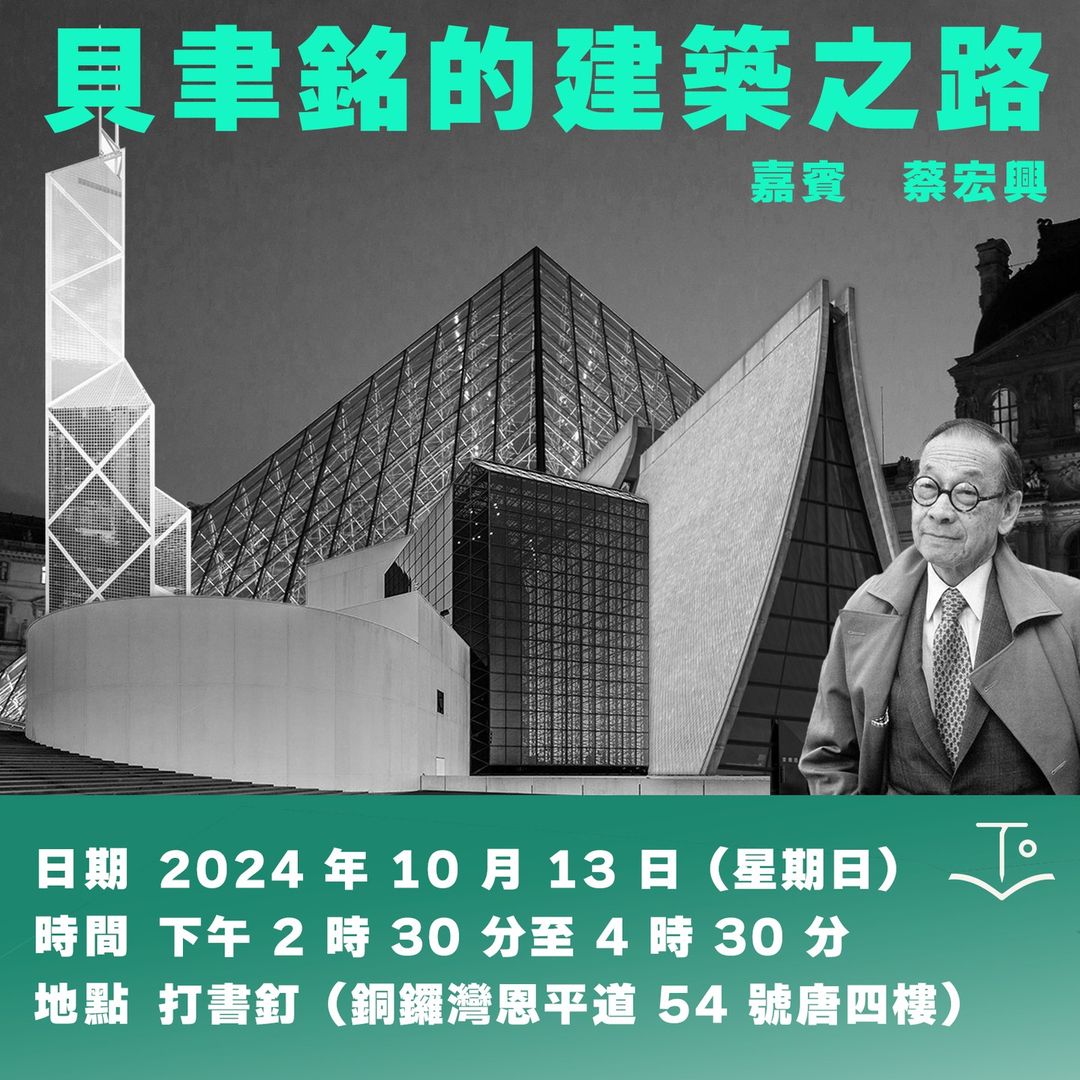 貝聿銘的建築之路
嘉賓　蔡宏興
日期 2024 年 10 月 13 日（星期日）
時間 下午 2 時 30 分至 4 時 30 分
地點 打書釘（銅鑼灣恩平道 54 號唐四樓）